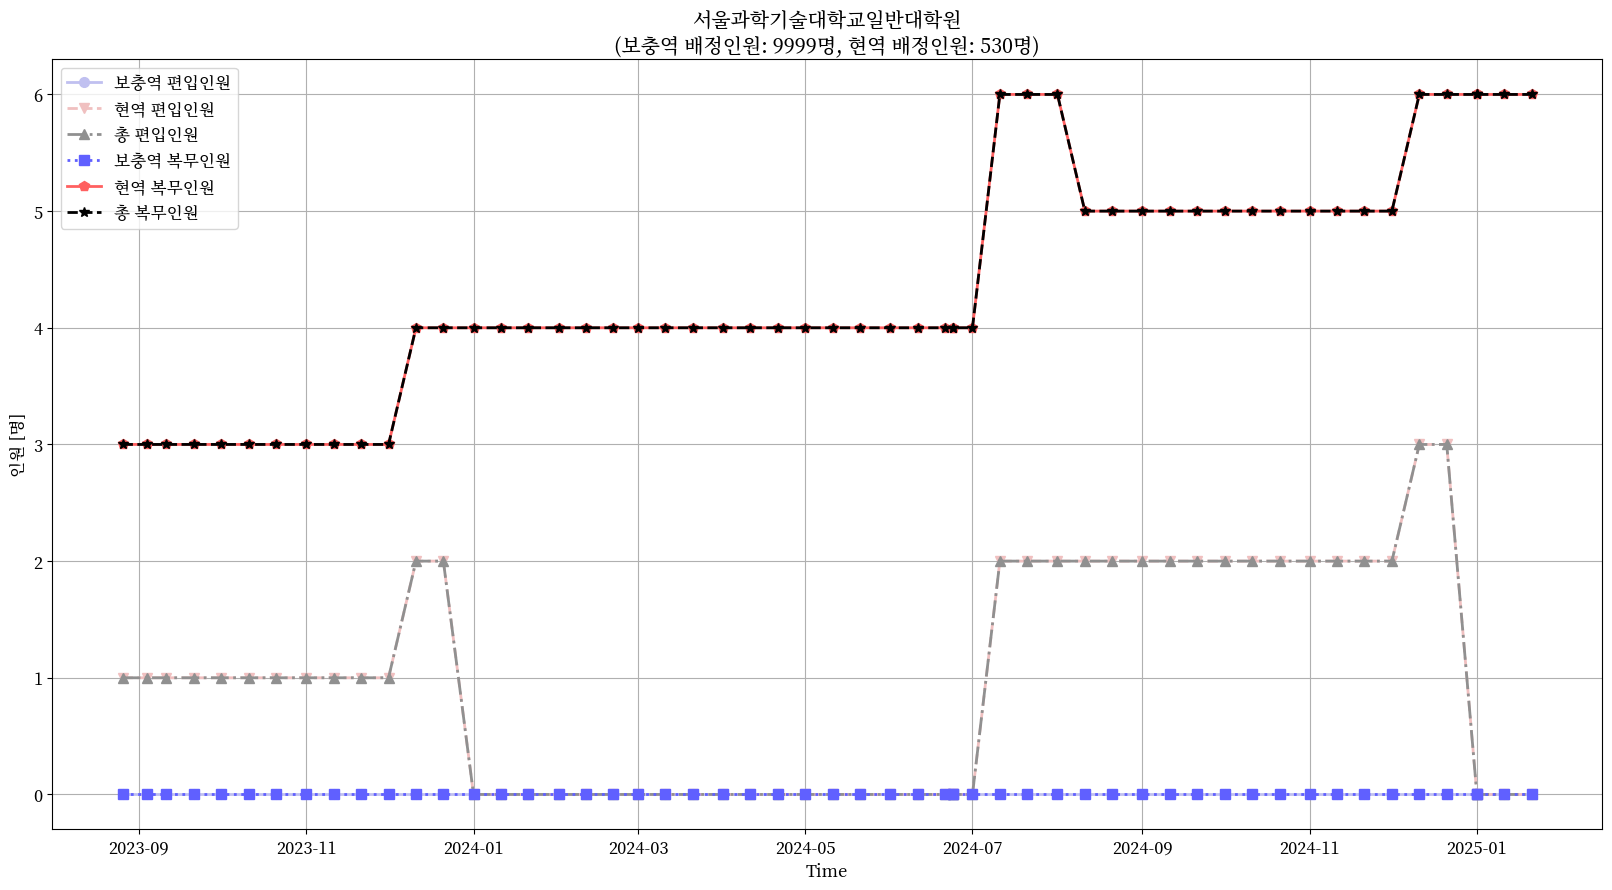 서울과학기술대학교일반대학원
(보충역 배정인원: 9999명, 현역 배정인원: 530명)
보충역 편입인원
현역 편입인원
총 편입인원
보충역 복무인원
현역 복무인원
총 복무인원
인원 [명]
6
5
4
3
2
1
0
2023-09
2023-11
2024-01
2024-03
2024-05
2024-07
2024-09
2024-11
2025-01
Time